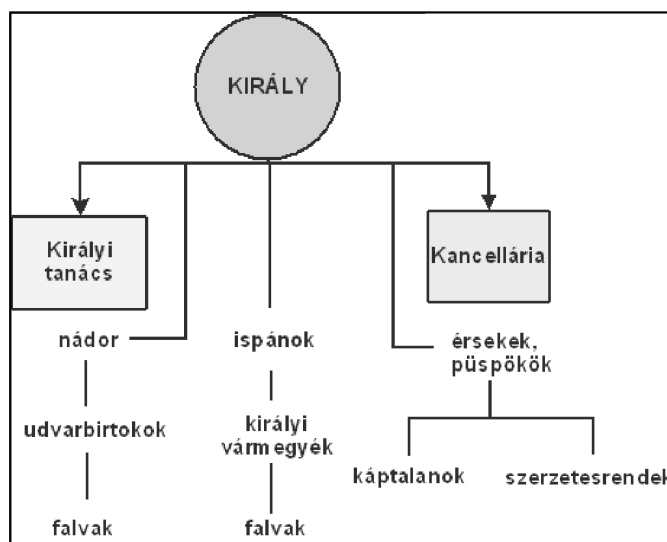 KIRÁLY
Királyi
tanács
Kancellária
nádor
ispánok
érsekek,
püspökök
udvarbirtokok
királyi
vármegyék
káptalanok
szerzetesrendek
falvak
falvak